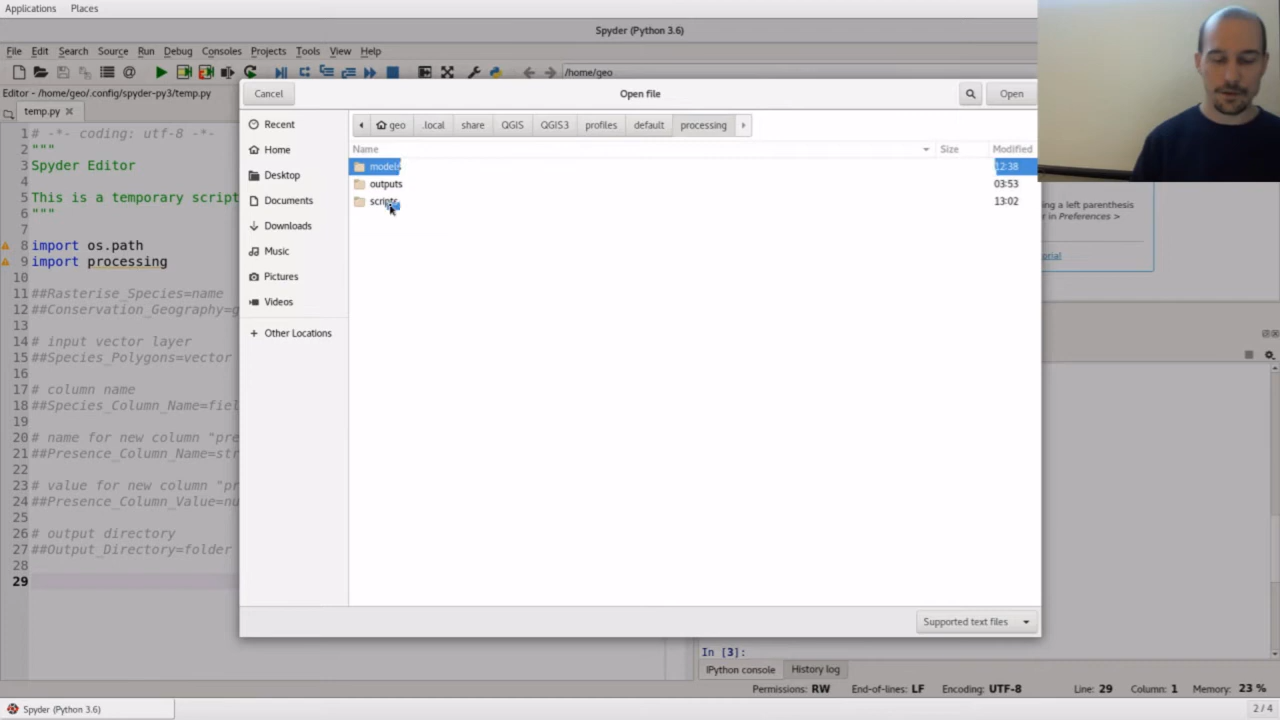 Applications Places
Spyder (Python 3.6)
File Edit Search Source Run Debug Consoles Projects Tools View Help
/home/geo
Editor - /home/geo/.config/spyder-py3/temp.py
temp.py
1 # -*- coding: utf-8 -*-
2 """
3 Spyder Editor
4
5 This is a temporary script
6 """
7
8 import os.path
9 import processing
10
11 ##Rasterise_Species=name
12 ##Conservation_Geography=g
13
14 # input vector layer
15 ##Species_Polygons=vector
16
17 # column name
18 ##Species_Column_Name=fiel
19
20 # name for new column "pre
21 ##Presence_Column_Name=str
22
23 # value for new column "pr
24 ##Presence_Column_Value=nu
25
26 # output directory
27 ##Output_Directory=folder
28
29
Cancel Open file Open
Recent
Home
Desktop
Documents
Downloads
Music
Pictures
Videos
+ Other Locations
geo .local share QGIS QGIS3 profiles default processing
Name Size Modified
models 12:38
outputs 03:53
scripts 13:02
Supported text files
ing a left parenthesis
e in Preferences >
orial
In [3]:
IPython console History log
Permissions: RW End-of-lines: LF Encoding: UTF-8 Line: 29 Column: 1 Memory: 23 %
Spyder (Python 3.6) 2 / 4